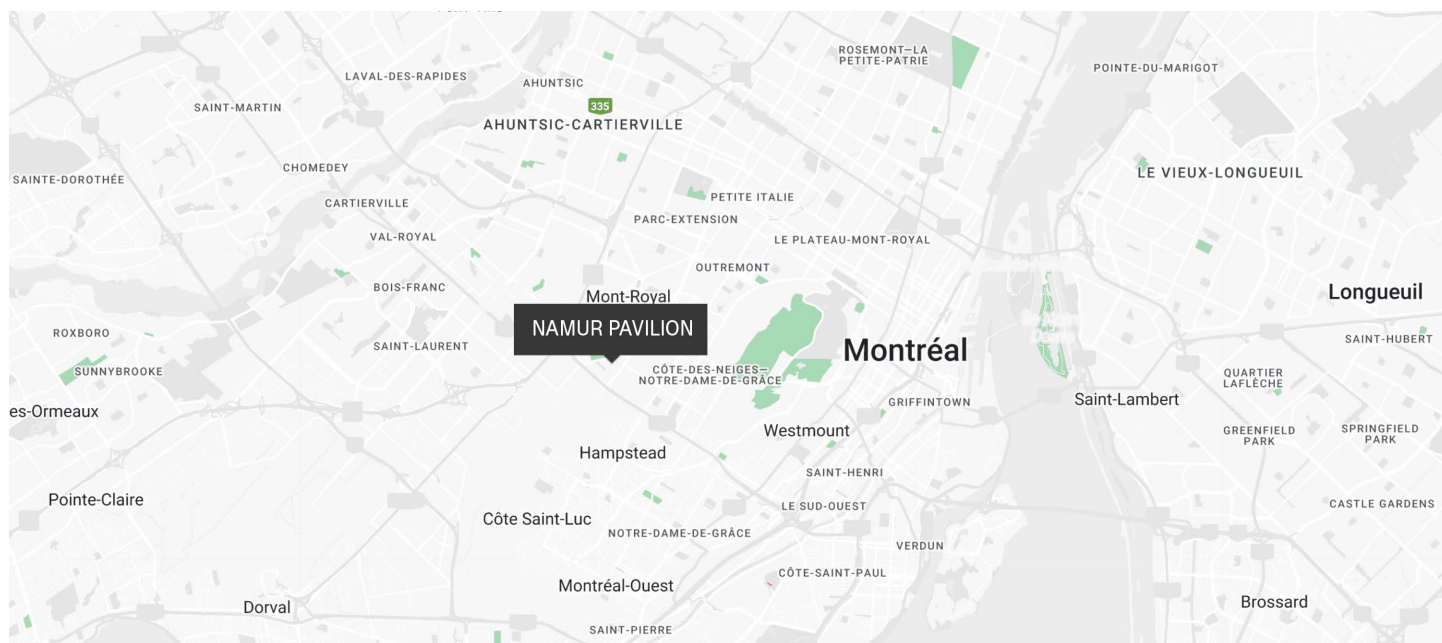 ROSEMONT—LA
PETITE-PATRIE
POINTE-DU-MARIGOT
LAVAL-DES-RAPIDES
AHUNTSIC
SAINT-MARTIN
335
AHUNTSIC-CARTIERVILLE
CHOMEDEY
LE VIEUX-LONGUEUIL
SAINTE-DOROTHÉE
CARTIERVILLE
PETITE ITALIE
PARC-EXTENSION
VAL-ROYAL
LE PLATEAU-MONT-ROYAL
OUTREMONT
BOIS-FRANC
Mont-Royal
Longueuil
NAMUR PAVILION
ROXBORO
SAINT-LAURENT
Montréal
SAINT-HUBERT
SUNNYBROOKE
CÔTE-DES-NEIGES—
NOTRE-DAME-DE-GRÂCE
QUARTIER
LAFLÈCHE
es-Ormeaux
GRIFFINTOWN
Saint-Lambert
Westmount
GREENFIELD
PARK
SPRINGFIELD
PARK
Hampstead
SAINT-HENRI
Pointe-Claire
LE SUD-OUEST
CASTLE GARDENS
Côte Saint-Luc
NOTRE-DAME-DE-GRÂCE
VERDUN
CÔTE-SAINT-PAUL
Montréal-Ouest
Dorval
Brossard
SAINT-PIERRE